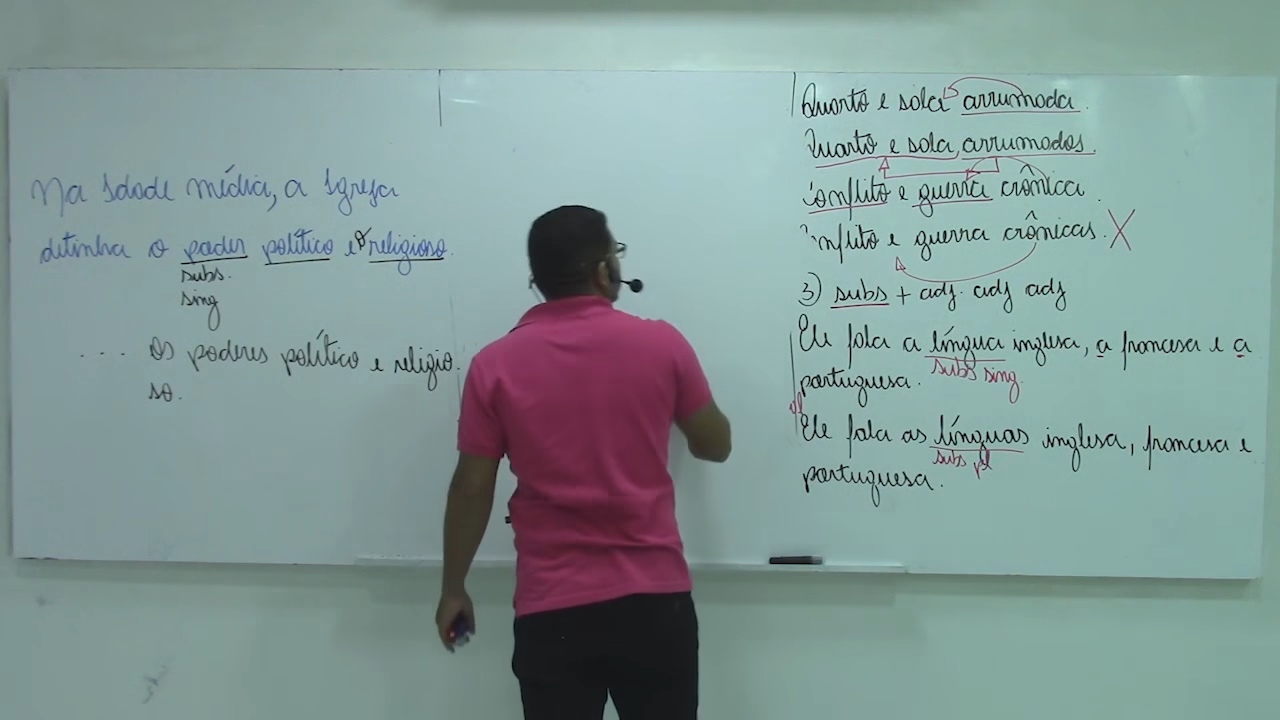 Na Idade média, a Igreja
detinha o poder político e o religioso.
subs.
sing
.... Os poderes político e religio
so.
Quarto e sala arrumada.
Quarto e sala arrumados.
conflito e guerra crônica.
nflito e guerra crônicas. X
3) subs + adj. adj adj
Ele fala a língua inglesa, a francesa e a
subs sing.
portuguesa.
Ele fala as línguas inglesa, francesa e
subs pl
portuguesa.